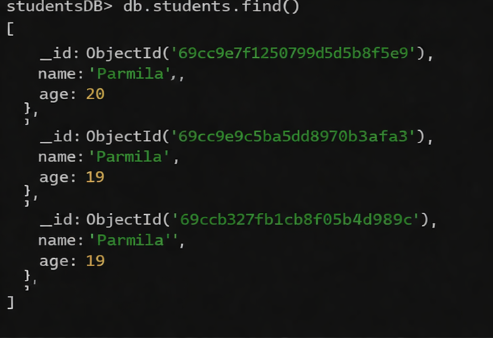 studentsDB> db.students.find()
[
_id: ObjectId('69cc9e7f1250799d5d5b8f5e9'),
name: 'Parmila',,
age: 20
},
_id: ObjectId('69cc9e9c5ba5dd8970b3afa3'),
name: 'Parmila',
age: 19
},
_id: ObjectId('69ccb327fb1cb8f05b4d989c'),
name: 'Parmila'',
age: 19
},
]